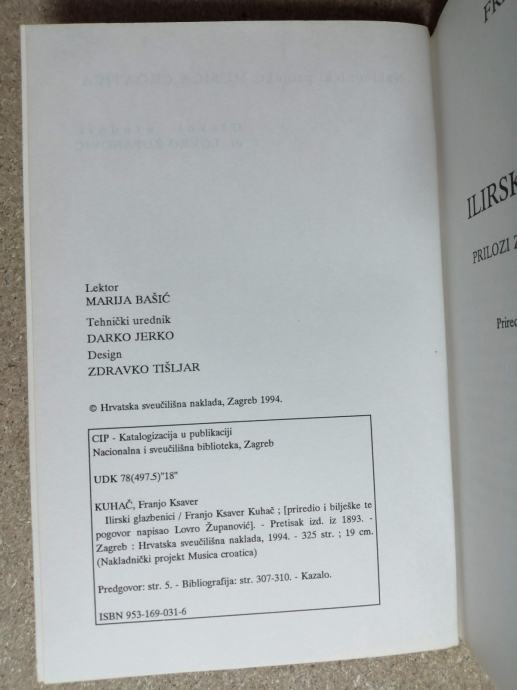 Lektor
MARIJA BAŠIĆ
Tehnički urednik
DARKO JERKO
Design
ZDRAVKO TIŠLJAR
© Hrvatska sveučilišna naklada, Zagreb 1994.
CIP - Katalogizacija u publikaciji
Nacionalna i sveučilišna biblioteka, Zagreb
UDK 78(497.5)"18"
KUHAČ, Franjo Ksaver
Ilirski glazbenici / Franjo Ksaver Kuhač ; [priredio i bilješke te
pogovor napisao Lovro Županović]. - Pretisak izd. iz 1893. -
Zagreb : Hrvatska sveučilišna naklada, 1994. - 325 str. ; 19 cm.
(Nakladnički projekt Musica croatica)
Predgovor: str. 5. - Bibliografija: str. 307-310. - Kazalo.
ISBN 953-169-031-6
FR
ILIRSK
PRILOZI Z
Prired